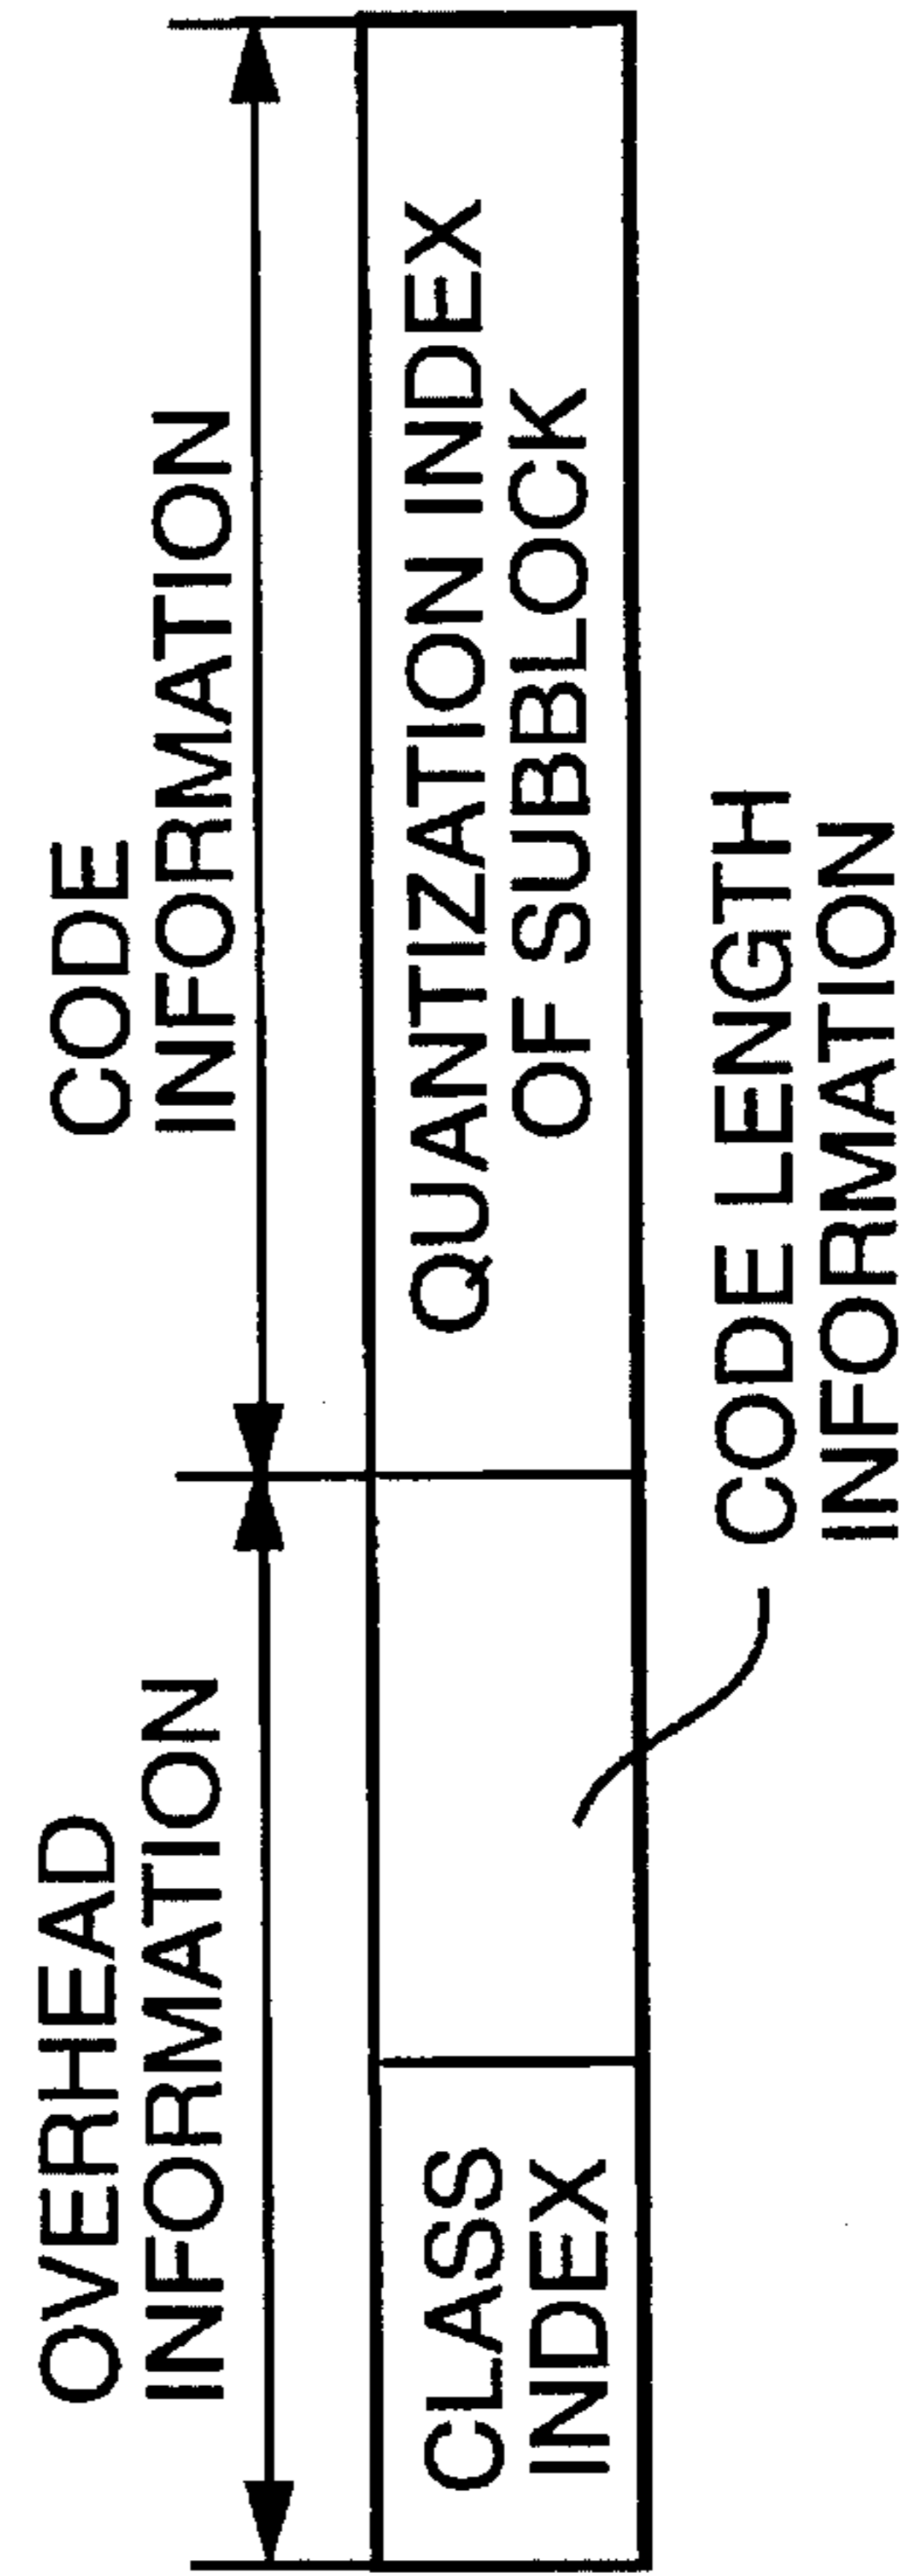 OVERHEAD
INFORMATION
CODE
INFORMATION
CLASS
INDEX
QUANTIZATION INDEX
OF SUBBLOCK
CODE LENGTH
INFORMATION